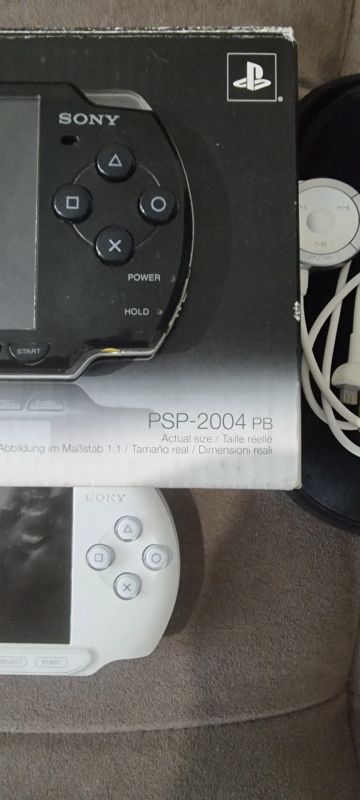 SONY
POWER
HOLD
START
PSP-2004 PB
Actual size / Taille réelle
Abbildung im Maßstab 1:1 / Tamaño real / Dimensioni reali
SONY
SELECT
START